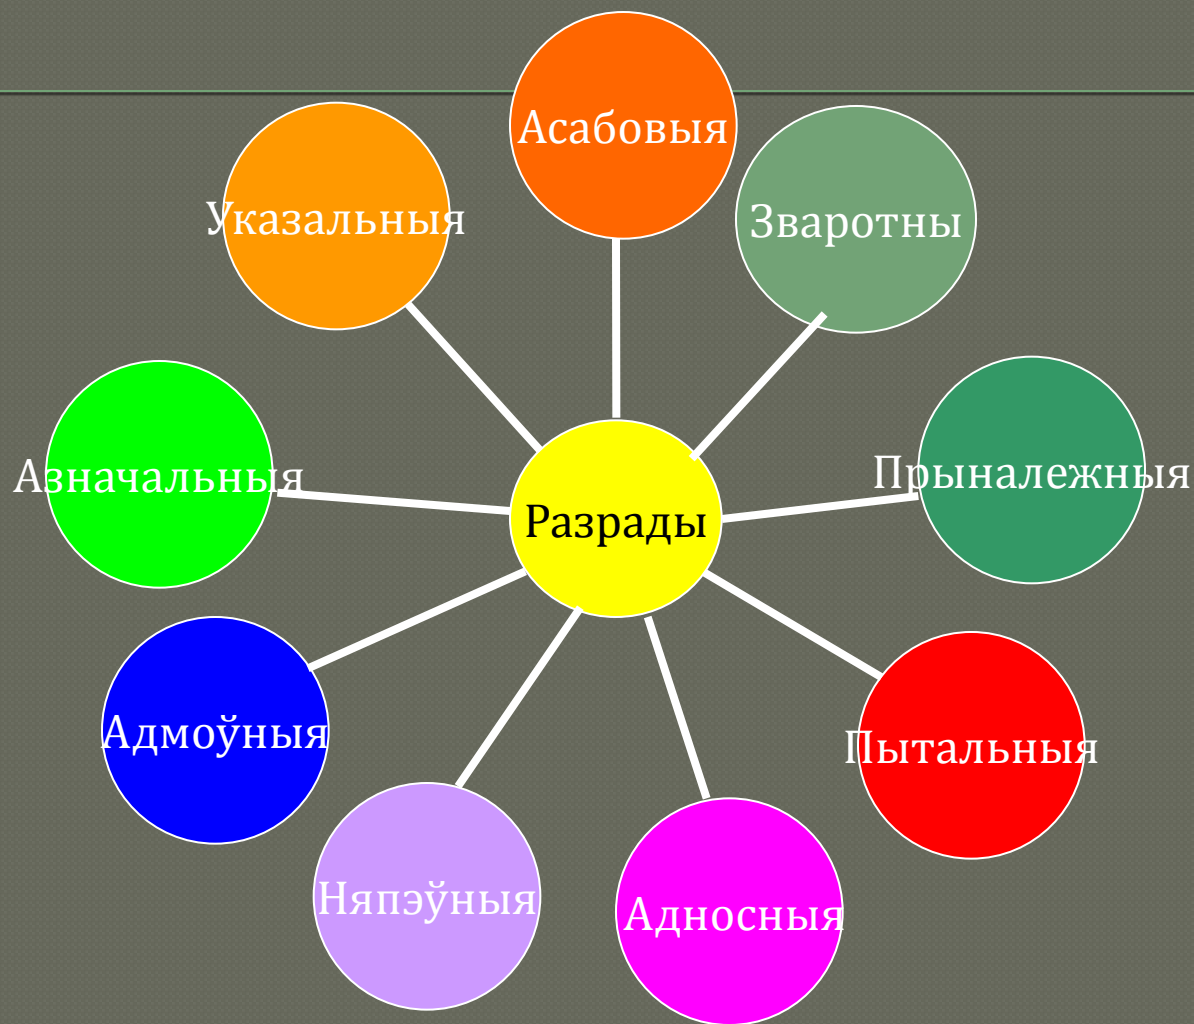 Асабовыя
Зваротны
Указальныя
Прыналежныя
Азначальныя
Разрады
Адмоўныя
Пытальныя
Няпэўныя
Адносныя